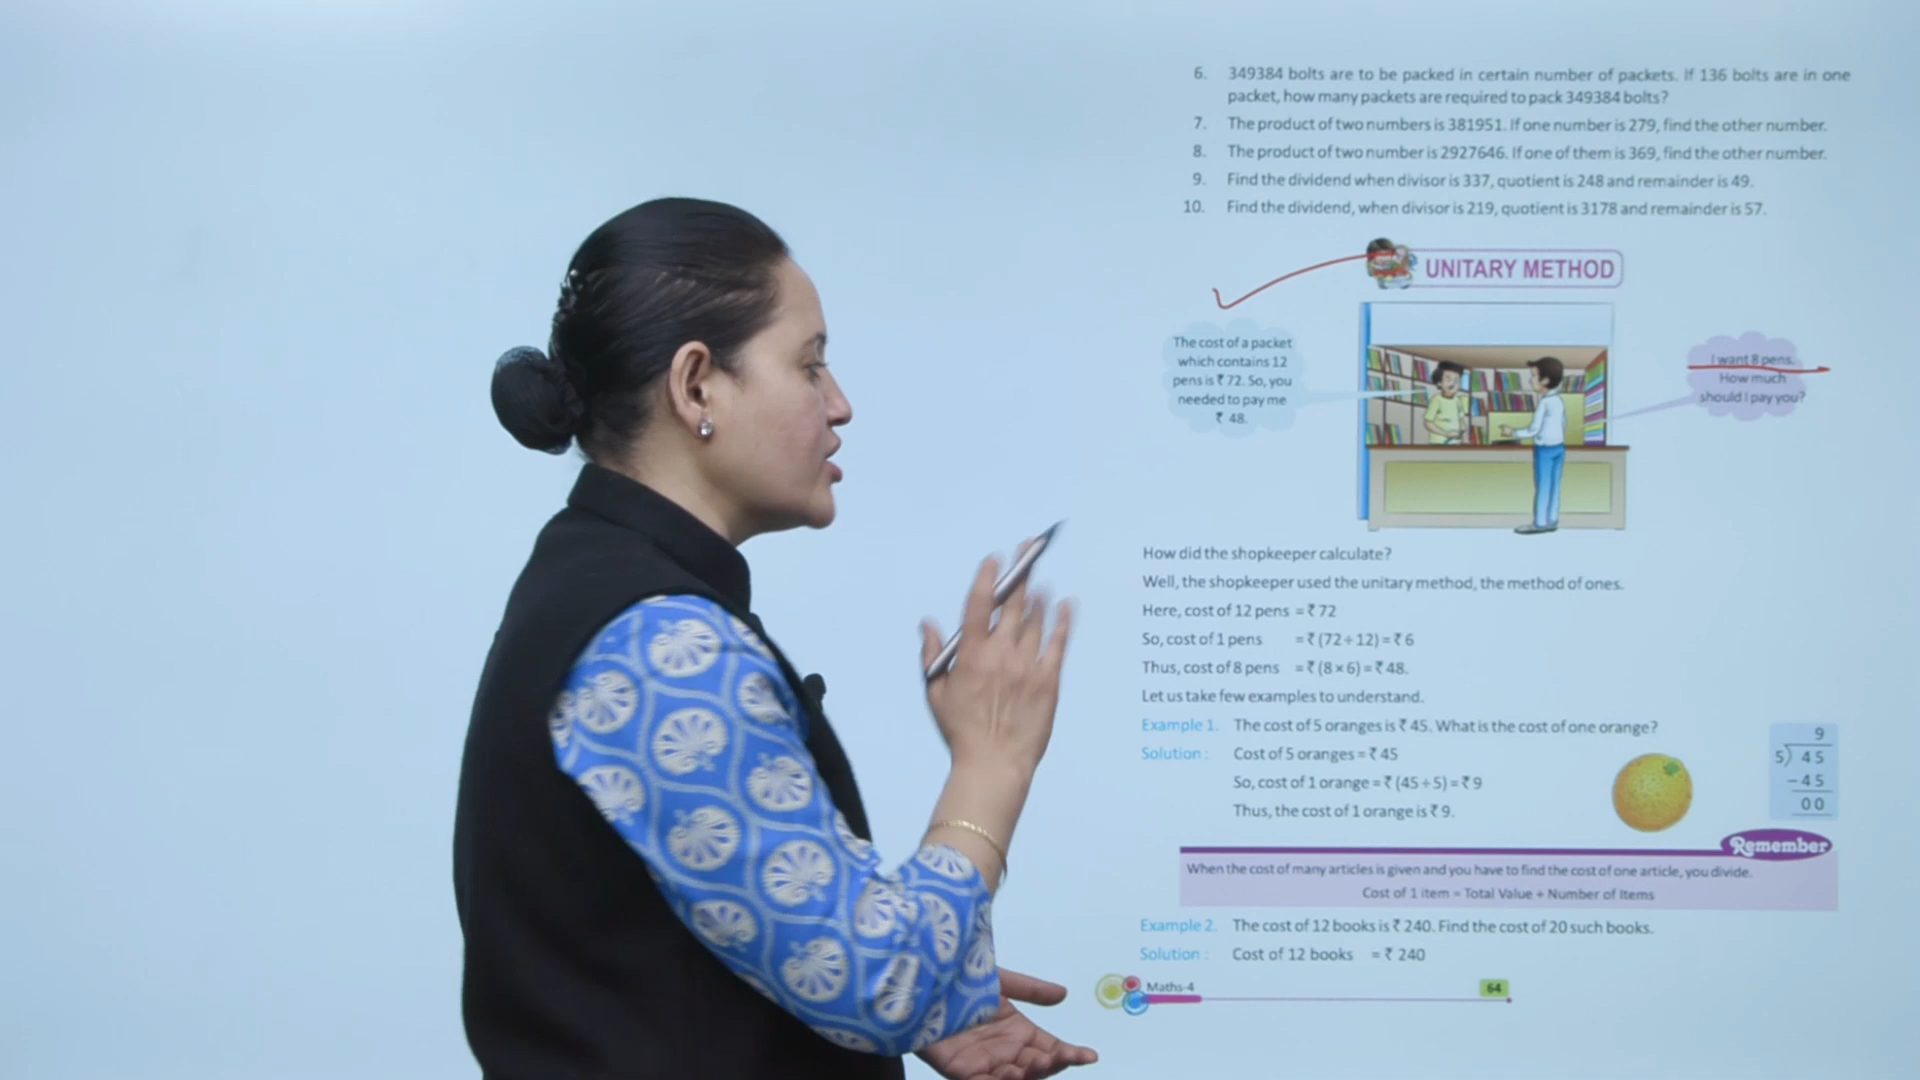 6. 349384 bolts are to be packed in certain number of packets. If 136 bolts are in one
packet, how many packets are required to pack 349384 bolts?
7. The product of two numbers is 381951. If one number is 279, find the other number.
8. The product of two number is 2927646. If one of them is 369, find the other number.
9. Find the dividend when divisor is 337, quotient is 248 and remainder is 49.
10. Find the dividend, when divisor is 219, quotient is 3178 and remainder is 57.
UNITARY METHOD
The cost of a packet
which contains 12
pens is ₹ 72. So, you
needed to pay me
₹ 48.
I want 8 pens.
How much
should I pay you?
How did the shopkeeper calculate?
Well, the shopkeeper used the unitary method, the method of ones.
Here, cost of 12 pens = ₹ 72
So, cost of 1 pens = ₹ (72÷12) = ₹ 6
Thus, cost of 8 pens = ₹ (8×6) = ₹ 48.
Let us take few examples to understand.
Example 1. The cost of 5 oranges is ₹ 45. What is the cost of one orange?
Solution : Cost of 5 oranges = ₹ 45
So, cost of 1 orange = ₹ (45÷5) = ₹ 9
Thus, the cost of 1 orange is ₹ 9.
9
5) 45
-45
00
Remember
When the cost of many articles is given and you have to find the cost of one article, you divide.
Cost of 1 item = Total Value ÷ Number of Items
Example 2. The cost of 12 books is ₹ 240. Find the cost of 20 such books.
Solution : Cost of 12 books = ₹ 240
Maths-4
64